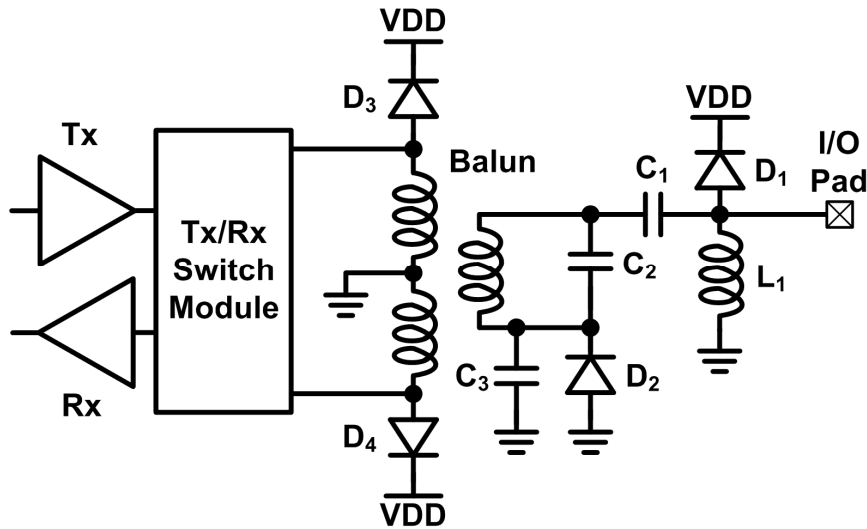 VDD
D3
Tx
Balun
VDD
I/O
Pad
C1
D1
Tx/Rx
Switch
Module
C2
L1
C3
D2
Rx
D4
VDD